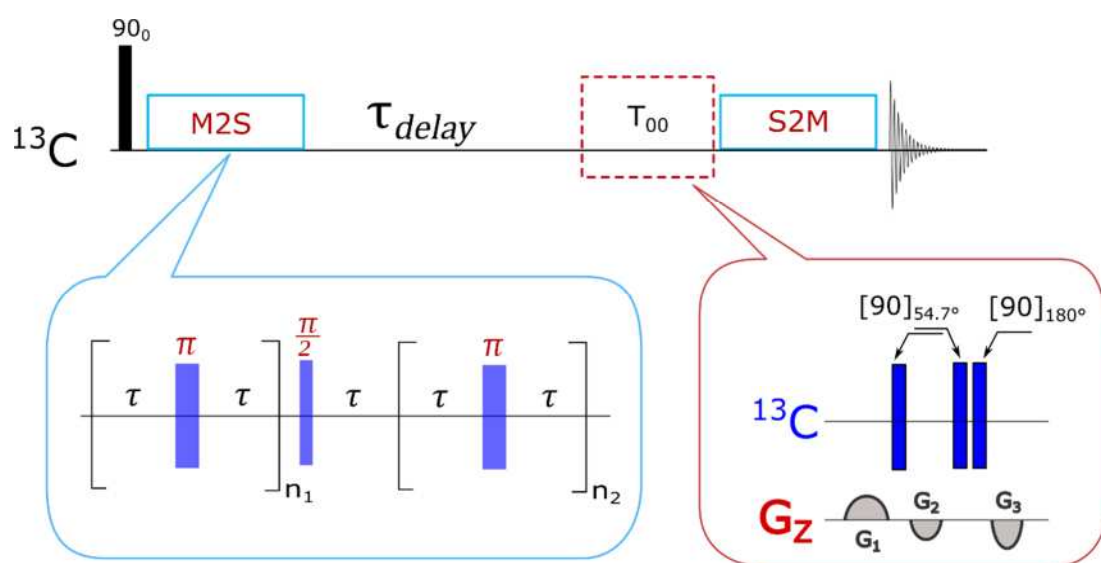 90₀
¹³C M2S τ_delay T₀₀ S2M
[ τ π τ ]n₁ π/2 τ [ τ π τ ]n₂
[90]₅₄.₇° [90]₁₈₀°
¹³C
G_Z G₁ G₂ G₃